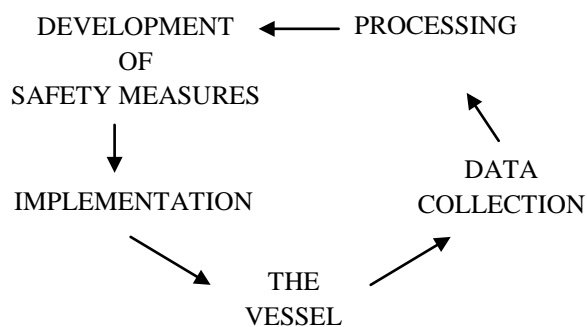 DEVELOPMENT
OF
SAFETY MEASURES
PROCESSING
IMPLEMENTATION
DATA
COLLECTION
THE
VESSEL